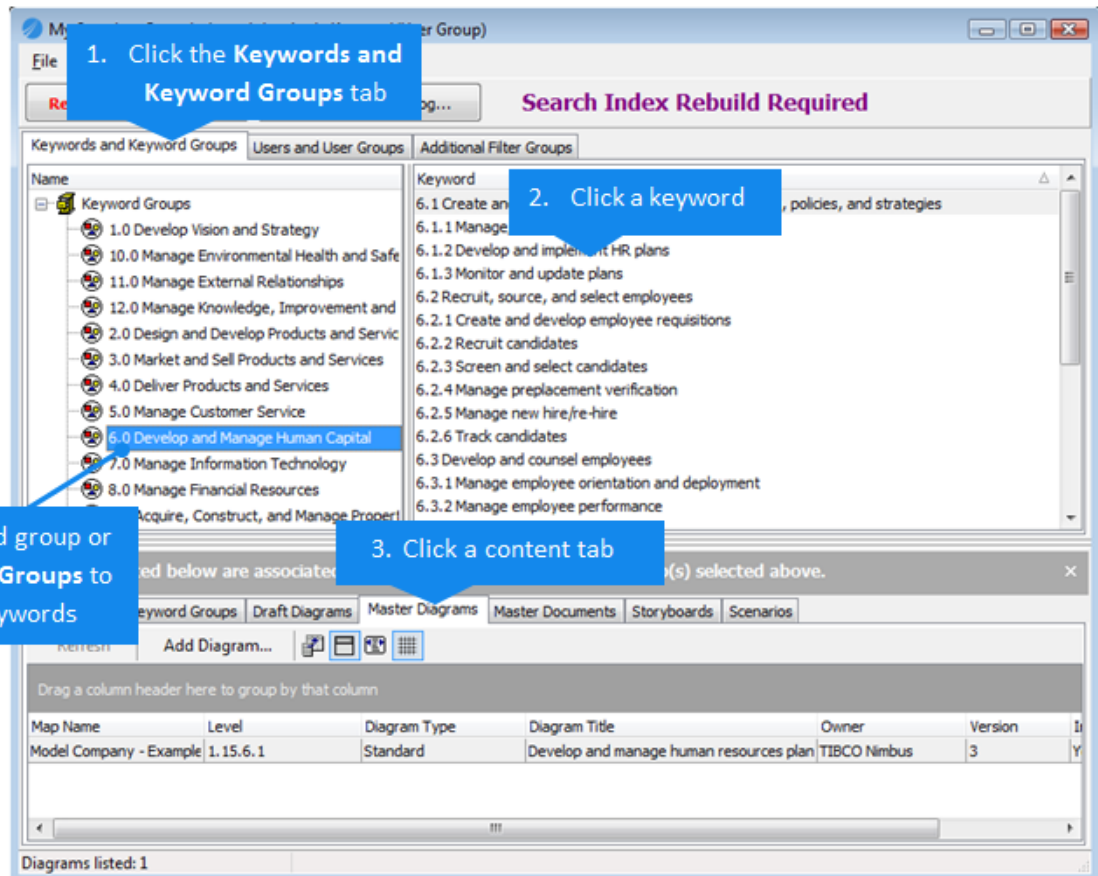 My
er Group)
File
1. Click the Keywords and
Keyword Groups tab
Re
og...
Search Index Rebuild Required
Keywords and Keyword Groups
Users and User Groups
Additional Filter Groups
Name
Keyword Groups
1.0 Develop Vision and Strategy
10.0 Manage Environmental Health and Safe
11.0 Manage External Relationships
12.0 Manage Knowledge, Improvement and
2.0 Design and Develop Products and Servic
3.0 Market and Sell Products and Services
4.0 Deliver Products and Services
5.0 Manage Customer Service
6.0 Develop and Manage Human Capital
7.0 Manage Information Technology
8.0 Manage Financial Resources
Acquire, Construct, and Manage Propert
Keyword
2. Click a keyword
6.1 Create an
, policies, and strategies
6.1.1 Manage
6.1.2 Develop and implement HR plans
6.1.3 Monitor and update plans
6.2 Recruit, source, and select employees
6.2.1 Create and develop employee requisitions
6.2.2 Recruit candidates
6.2.3 Screen and select candidates
6.2.4 Manage preplacement verification
6.2.5 Manage new hire/re-hire
6.2.6 Track candidates
6.3 Develop and counsel employees
6.3.1 Manage employee orientation and deployment
6.3.2 Manage employee performance
d group or
Groups to
ywords
3. Click a content tab
ted below are associate
p(s) selected above.
eyword Groups
Draft Diagrams
Master Diagrams
Master Documents
Storyboards
Scenarios
Refresh
Add Diagram...
Drag a column header here to group by that column
Map Name
Level
Diagram Type
Diagram Title
Owner
Version
Model Company - Example
1.15.6.1
Standard
Develop and manage human resources plan
TIBCO Nimbus
3
Y
Diagrams listed: 1